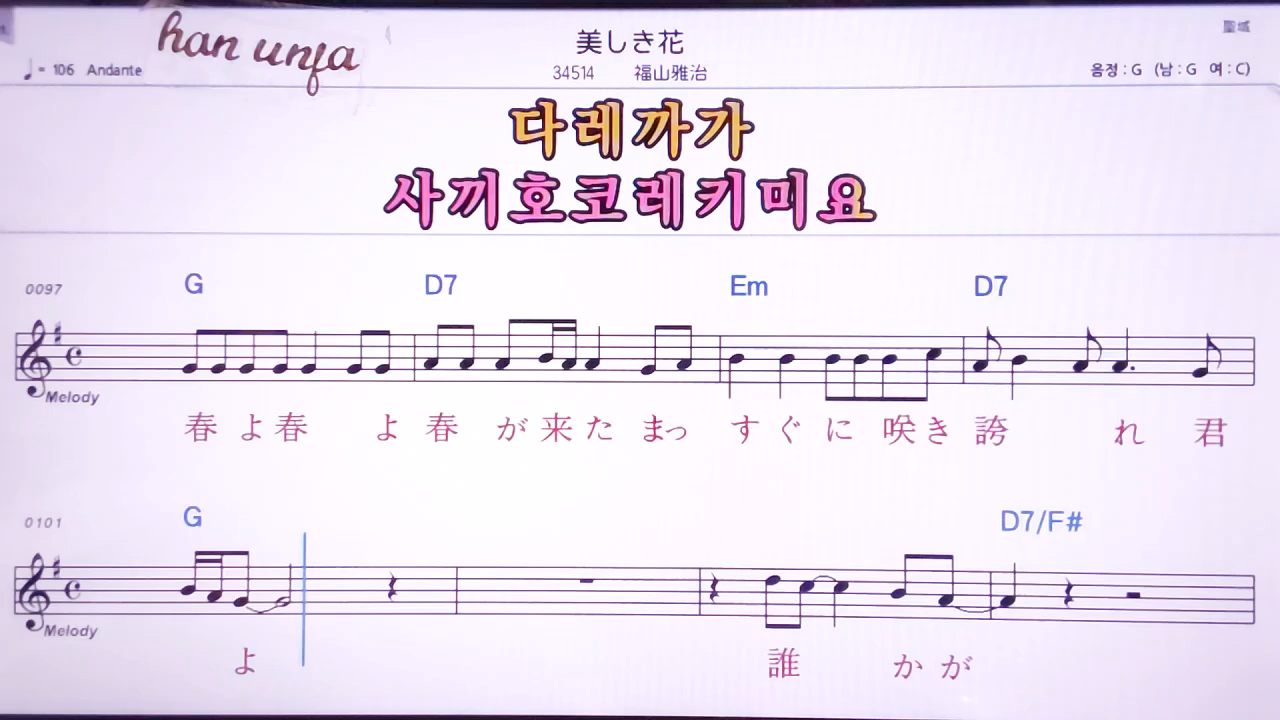 han unja
美しき花
聖域
♩= 106 Andante
34514 福山雅治
음정 : G (남 : G 여 : C)
다레까가
사끼호코레키미요
0097
G D7 Em D7
Melody
春よ春 よ春 が来た まっ すぐに 咲き誇 れ 君
0101
G D7/F#
Melody
よ 誰 かが